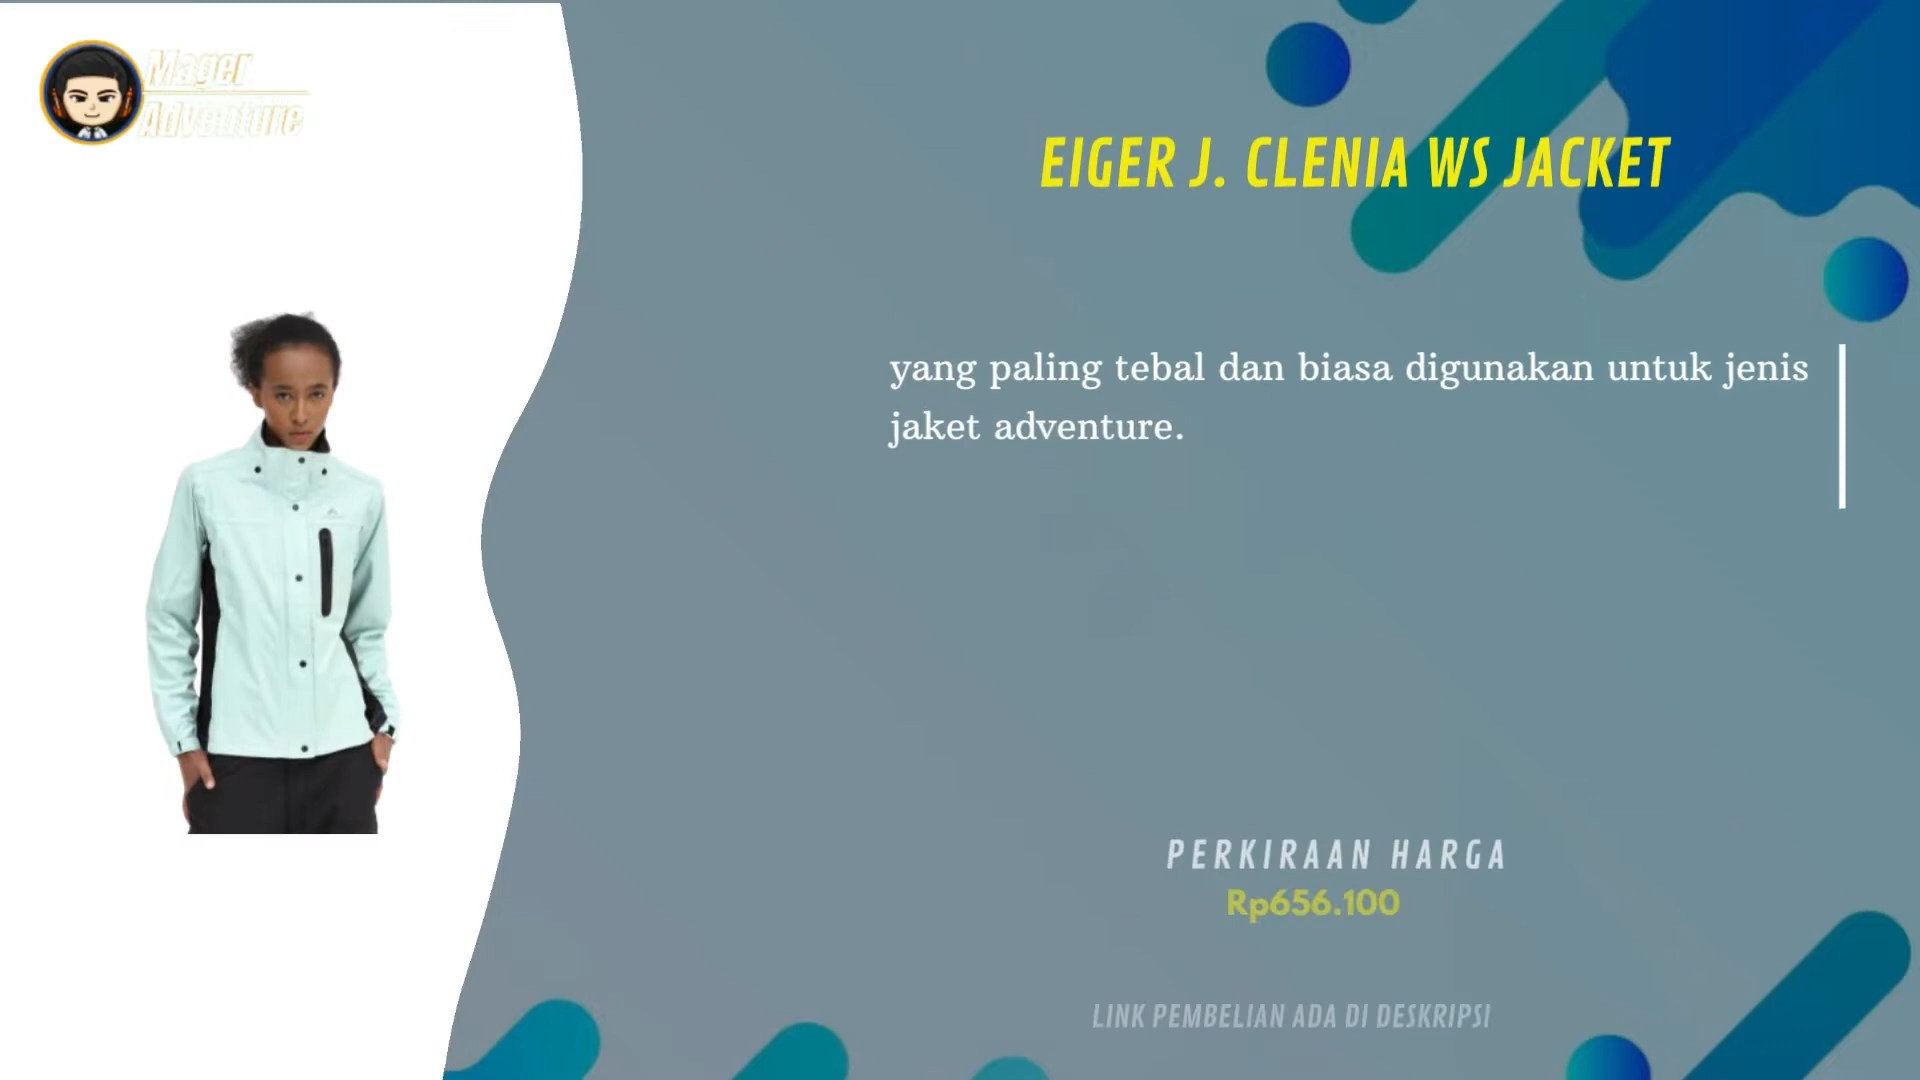 Mager
Adventure
EIGER J. CLENIA WS JACKET
yang paling tebal dan biasa digunakan untuk jenis
jaket adventure.
PERKIRAAN HARGA
Rp656.100
LINK PEMBELIAN ADA DI DESKRIPSI